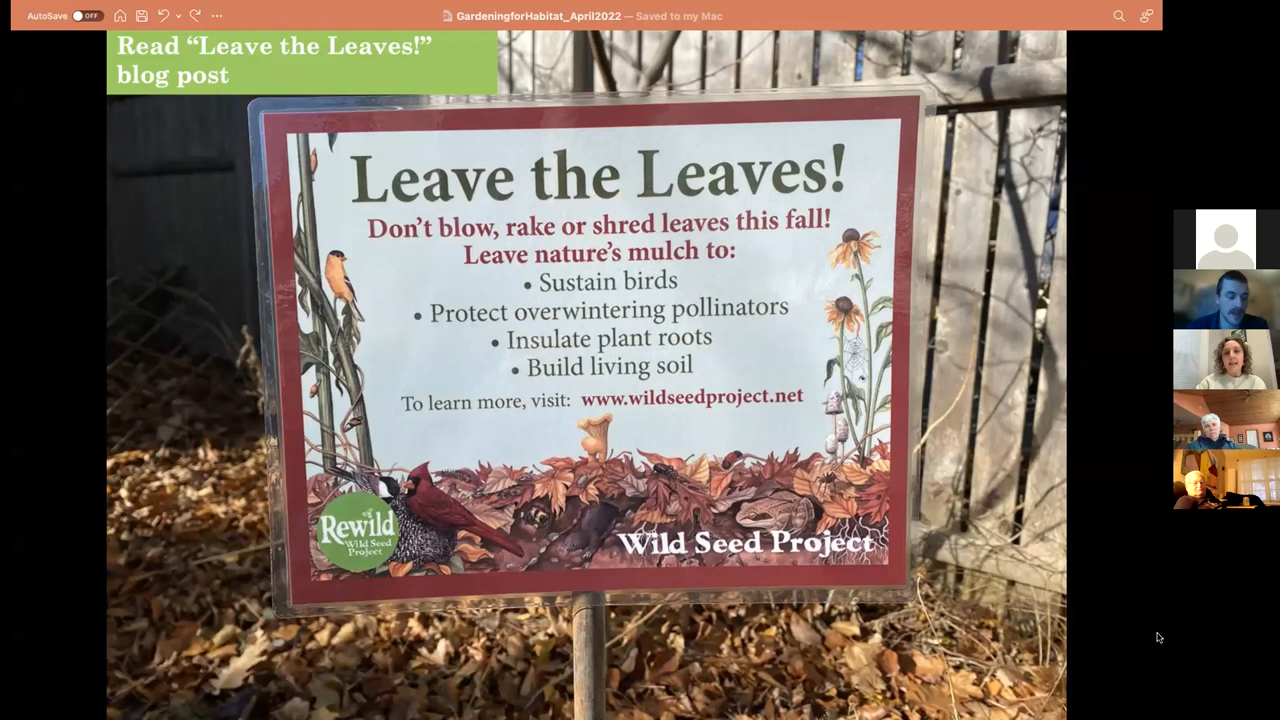 AutoSave OFF
GardeningforHabitat_April2022 — Saved to my Mac
Read “Leave the Leaves!”
blog post
Leave the Leaves!
Don’t blow, rake or shred leaves this fall!
Leave nature’s mulch to:
• Sustain birds
• Protect overwintering pollinators
• Insulate plant roots
• Build living soil
To learn more, visit: www.wildseedproject.net
Rewild
Wild Seed
Project
Wild Seed Project